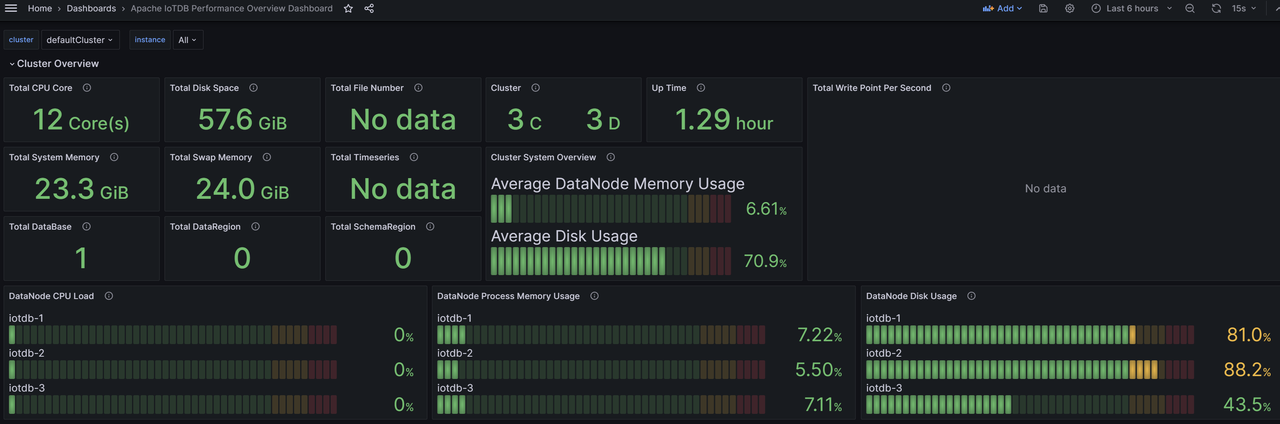 Home › Dashboards › Apache IoTDB Performance Overview Dashboard
Add
Last 6 hours
15s
cluster
defaultCluster
instance
All
Cluster Overview
Total CPU Core
12 Core(s)
Total Disk Space
57.6 GiB
Total File Number
No data
Cluster
3 C 3 D
Up Time
1.29 hour
Total Write Point Per Second
No data
Total System Memory
23.3 GiB
Total Swap Memory
24.0 GiB
Total Timeseries
No data
Cluster System Overview
Average DataNode Memory Usage
6.61%
Average Disk Usage
70.9%
Total DataBase
1
Total DataRegion
0
Total SchemaRegion
0
DataNode CPU Load
iotdb-1
0%
iotdb-2
0%
iotdb-3
0%
DataNode Process Memory Usage
iotdb-1
7.22%
iotdb-2
5.50%
iotdb-3
7.11%
DataNode Disk Usage
iotdb-1
81.0%
iotdb-2
88.2%
iotdb-3
43.5%